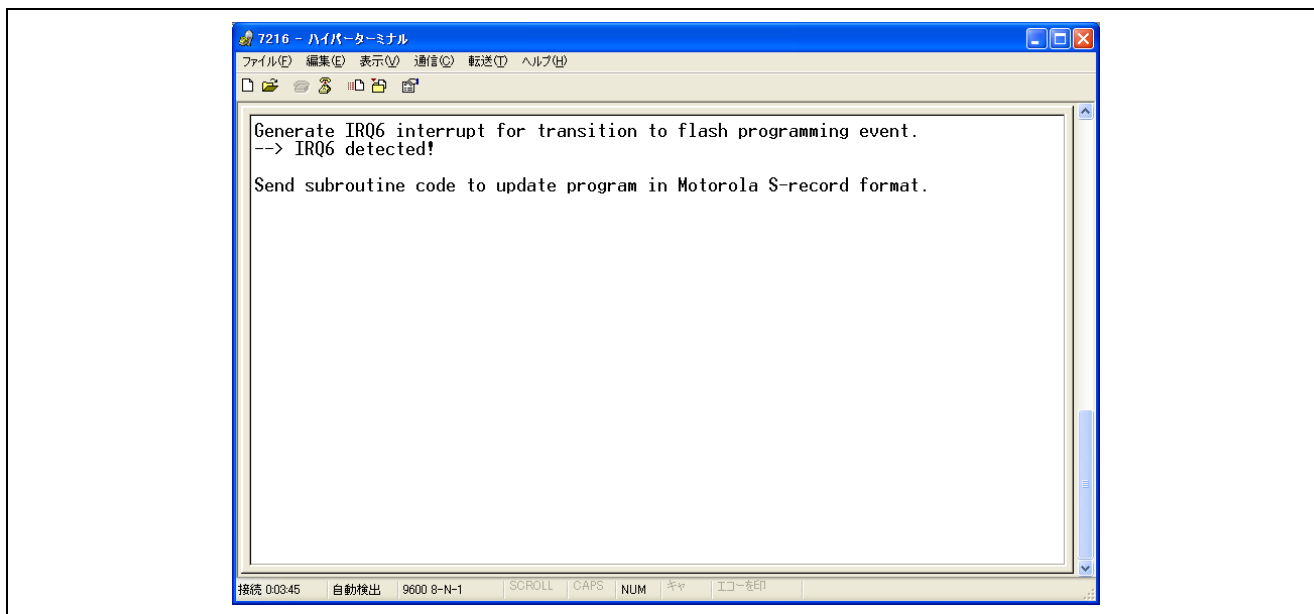 7216 - ハイパーターミナル
ファイル(F) 編集(E) 表示(V) 通信(C) 転送(T) ヘルプ(H)
Generate IRQ6 interrupt for transition to flash programming event.
--> IRQ6 detected!
Send subroutine code to update program in Motorola S-record format.
接続 0:03:45 自動検出 9600 8-N-1 SCROLL CAPS NUM キャ エコーを印